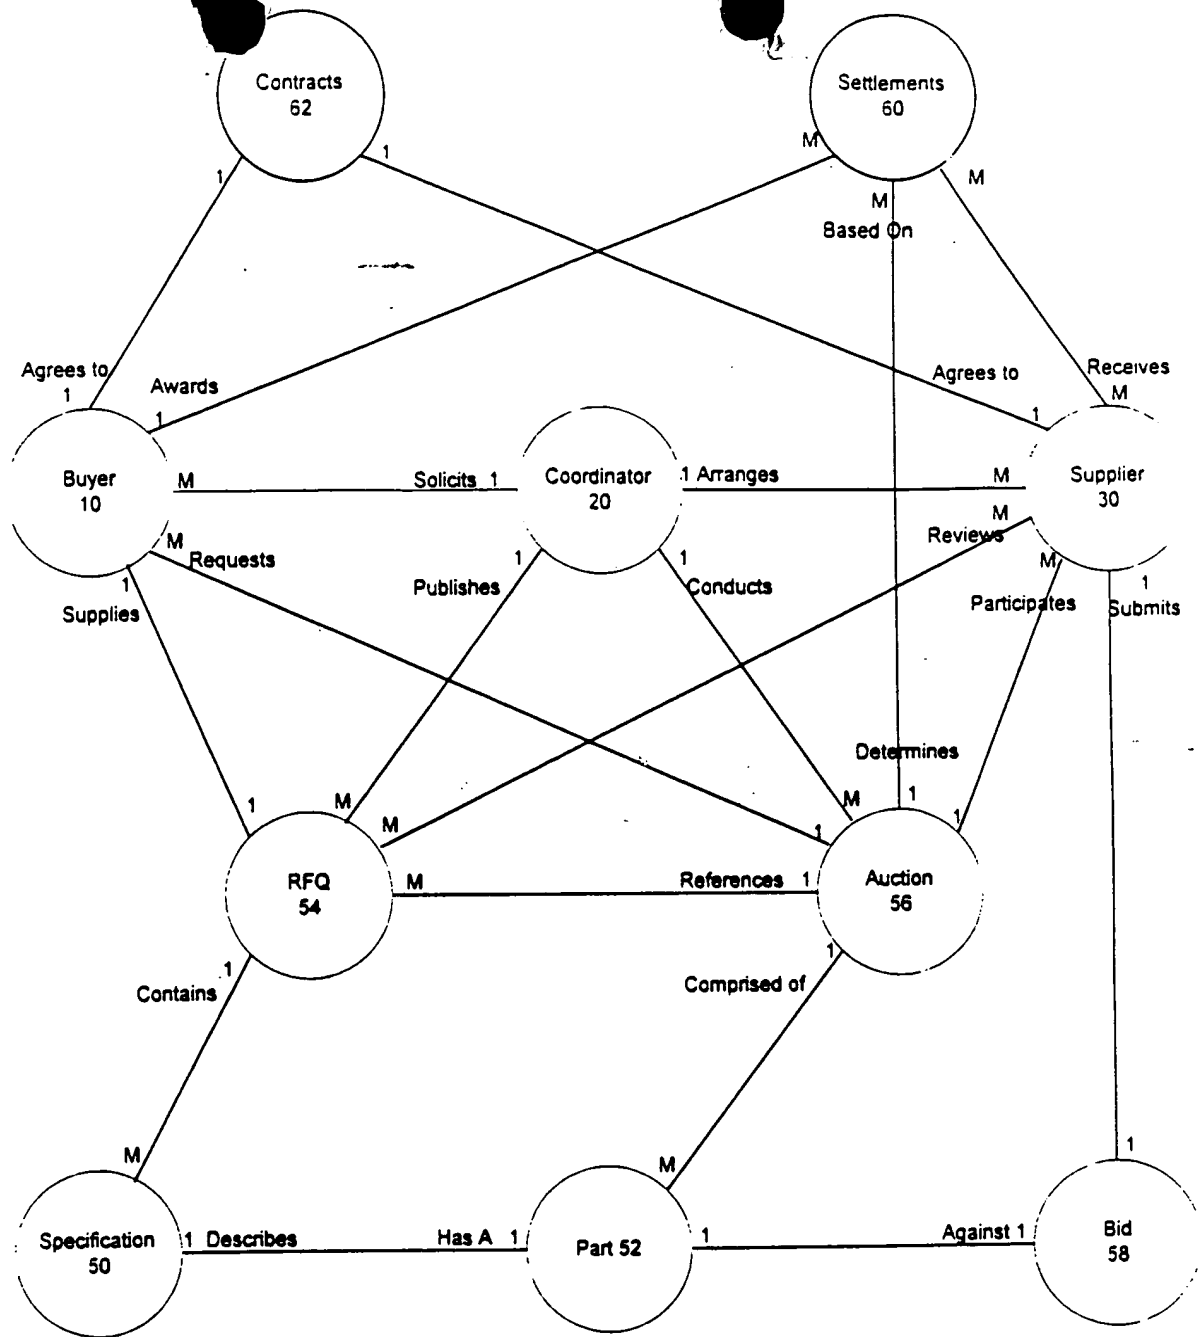 Contracts
62
Settlements
60
1
1
M
M
M
Based On
Agrees to
1
Awards
1
Agrees to
1
Receives
M
Buyer
10
M
Solicits 1
Coordinator
20
1 Arranges
M
Supplier
30
M
Requests
1
Supplies
1
Publishes
1
Conducts
M
Reviews
M
Participates
1
Submits
Determines
1
1
M
M
M
1
1
RFQ
54
M
References 1
Auction
56
1
Contains
1
Comprised of
M
M
1
Specification
50
1 Describes
Has A 1
Part 52
1
Against 1
Bid
58